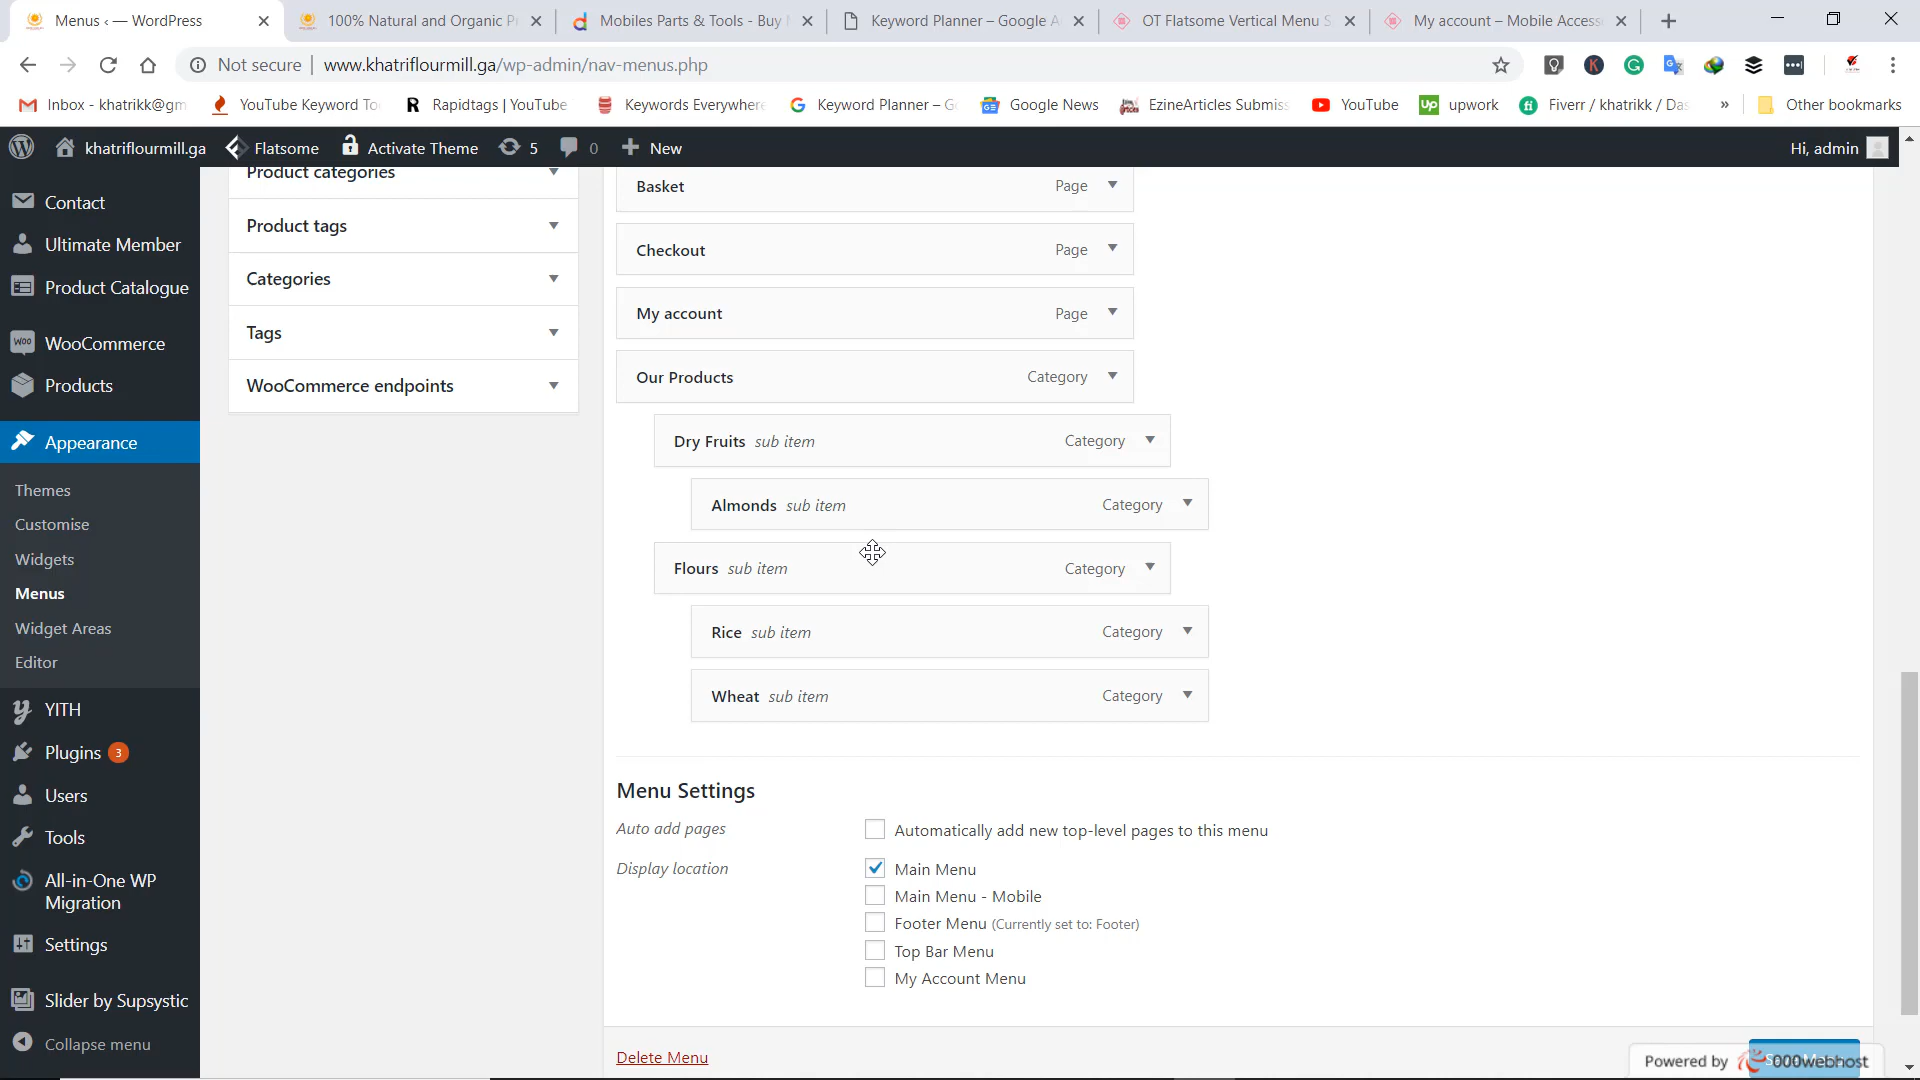 Menus ‹ — WordPress
100% Natural and Organic P
Mobiles Parts & Tools - Buy
Keyword Planner – Google A
OT Flatsome Vertical Menu S
My account – Mobile Access
Not secure | www.khatriflourmill.ga/wp-admin/nav-menus.php
Inbox - khatrikk@gm
YouTube Keyword To
Rapidtags | YouTube
Keywords Everywhere
Keyword Planner – G
Google News
EzineArticles Submiss
YouTube
upwork
Fiverr / khatrikk / Das
»
Other bookmarks
khatriflourmill.ga
Flatsome
Activate Theme
5
0
New
Hi, admin
Contact
Ultimate Member
Product Catalogue
WooCommerce
Products
Appearance
Themes
Customise
Widgets
Menus
Widget Areas
Editor
YITH
Plugins 3
Users
Tools
All-in-One WP
Migration
Settings
Slider by Supsystic
Collapse menu
Product categories
Product tags
Categories
Tags
WooCommerce endpoints
Basket Page
Checkout Page
My account Page
Our Products Category
Dry Fruits sub item Category
Almonds sub item Category
Flours sub item Category
Rice sub item Category
Wheat sub item Category
Menu Settings
Auto add pages
Automatically add new top-level pages to this menu
Display location
Main Menu
Main Menu - Mobile
Footer Menu (Currently set to: Footer)
Top Bar Menu
My Account Menu
Delete Menu
Powered by 000webhost